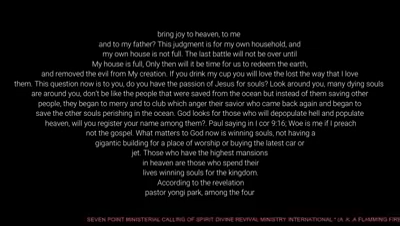 bring joy to heaven, to me
and to my father? This judgment is for my own household, and
my own house is not full. The last battle will not be over until
My house is full, Only then will it be time for us to redeem the earth,
and removed the evil from My creation. If you drink my cup you will love the lost the way that I love
them. This question now is to you, do you have the passion of Jesus for souls? Look around you, many dying souls
are around you, don't be like the people that were saved from the ocean but instead of them saving other
people, they began to merry and to club which anger their savior who came back again and began to
save the other souls perishing in the ocean. God looks for those who will depopulate hell and populate
heaven, will you register your name among them?. Paul saying in I cor 9:16; Woe is me if I preach
not the gospel. What matters to God now is winning souls, not having a
gigantic building for a place of worship or buying the latest car or
jet. Those who have the highest mansions
in heaven are those who spend their
lives winning souls for the kingdom.
According to the revelation
pastor yongi park, among the four
SEVEN POINT MINISTERIAL CALLING OF SPIRIT DIVINE REVIVAL MINISTRY INTERNATIONAL * (A. K. A FLAMMING FIRE